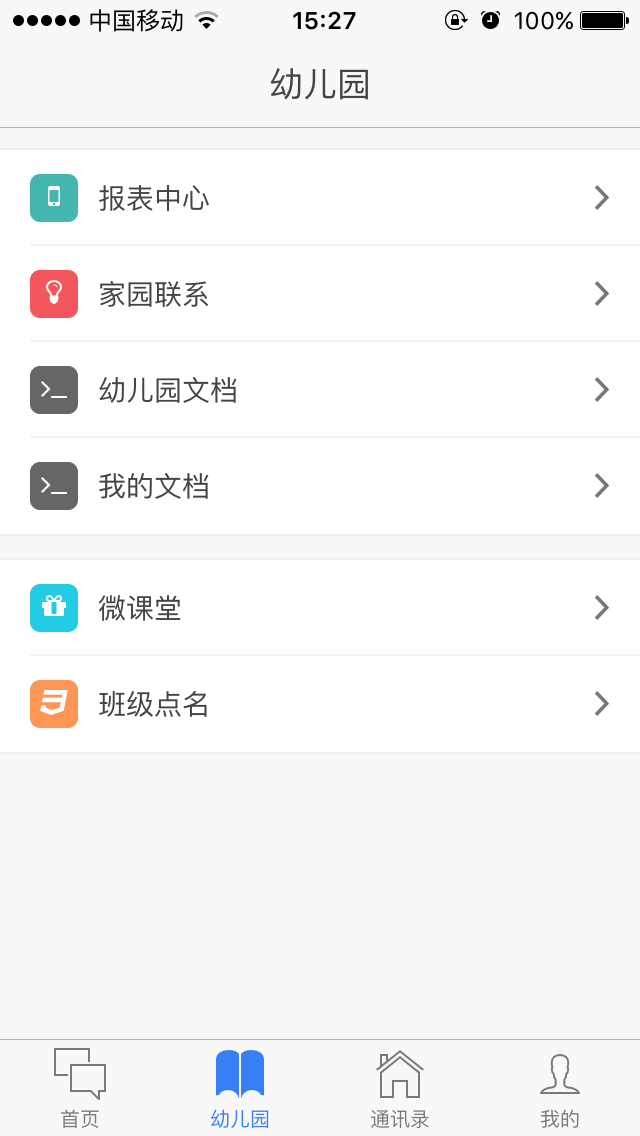 中国移动 15:27 100%
幼儿园
报表中心
家园联系
幼儿园文档
我的文档
微课堂
班级点名
首页 幼儿园 通讯录 我的